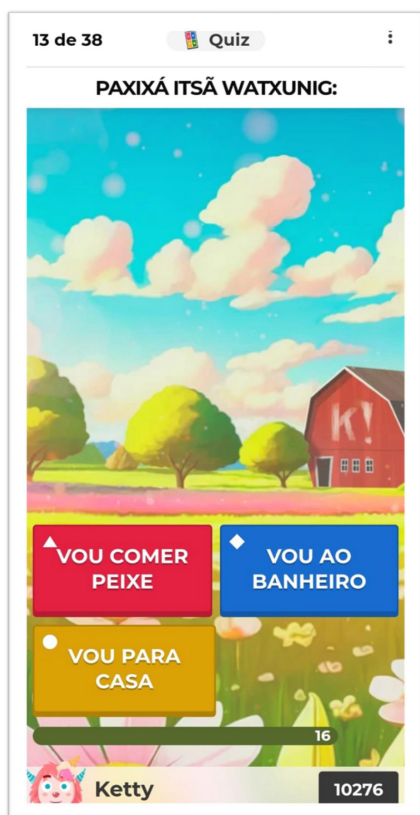 13 de 38
Quiz
PAXIXÁ ITSÃ WATXUNIG:
K!
VOU COMER
PEIXE
VOU AO
BANHEIRO
VOU PARA
CASA
16
Ketty
10276